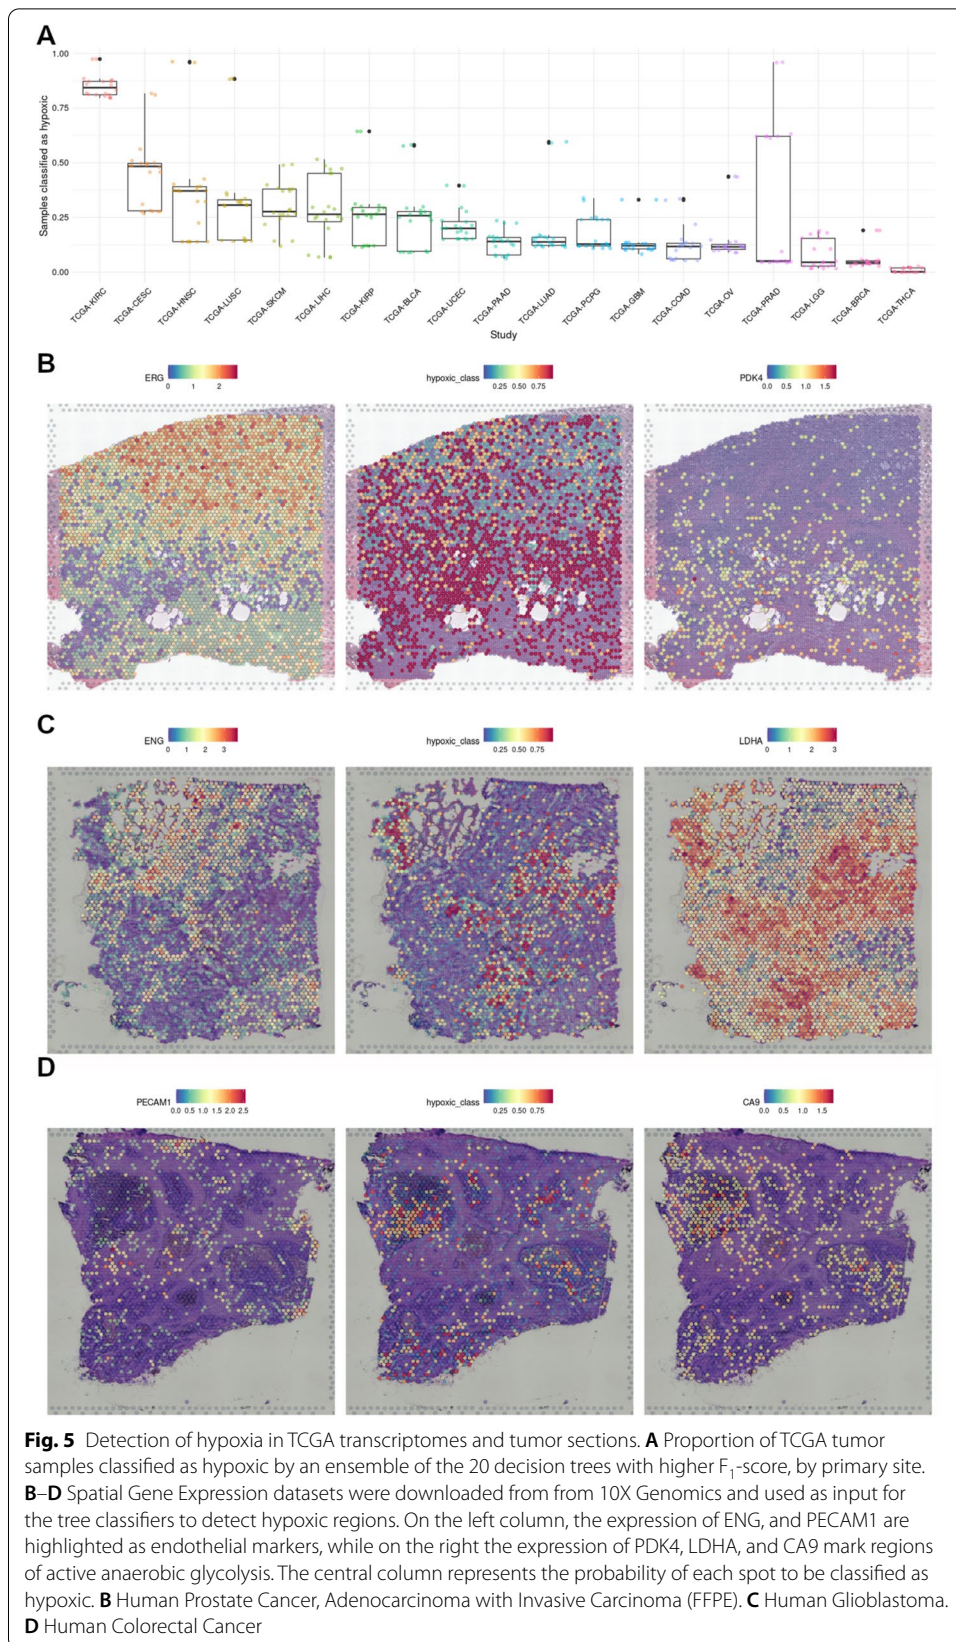 A
1.00
0.75
0.50
0.25
0.00
Samples classified as hypoxic
TCGA-KIRC
TCGA-CESC
TCGA-HNSC
TCGA-LUSC
TCGA-SKCM
TCGA-LIHC
TCGA-KIRP
TCGA-BLCA
TCGA-UCEC
TCGA-PAAD
TCGA-LUAD
TCGA-PCPG
TCGA-GBM
TCGA-COAD
TCGA-OV
TCGA-PRAD
TCGA-LGG
TCGA-BRCA
TCGA-THCA
Study
B
ERG
0 1 2
hypoxic_class
0.25 0.50 0.75
PDK4
0.0 0.5 1.0 1.5
C
ENG
0 1 2 3
hypoxic_class
0.25 0.50 0.75
LDHA
0 1 2 3
D
PECAM1
0.0 0.5 1.0 1.5 2.0 2.5
hypoxic_class
0.25 0.50 0.75
CA9
0.0 0.5 1.0 1.5
Fig. 5 Detection of hypoxia in TCGA transcriptomes and tumor sections. A Proportion of TCGA tumor
samples classified as hypoxic by an ensemble of the 20 decision trees with higher F1-score, by primary site.
B–D Spatial Gene Expression datasets were downloaded from from 10X Genomics and used as input for
the tree classifiers to detect hypoxic regions. On the left column, the expression of ENG, and PECAM1 are
highlighted as endothelial markers, while on the right the expression of PDK4, LDHA, and CA9 mark regions
of active anaerobic glycolysis. The central column represents the probability of each spot to be classified as
hypoxic. B Human Prostate Cancer, Adenocarcinoma with Invasive Carcinoma (FFPE). C Human Glioblastoma.
D Human Colorectal Cancer